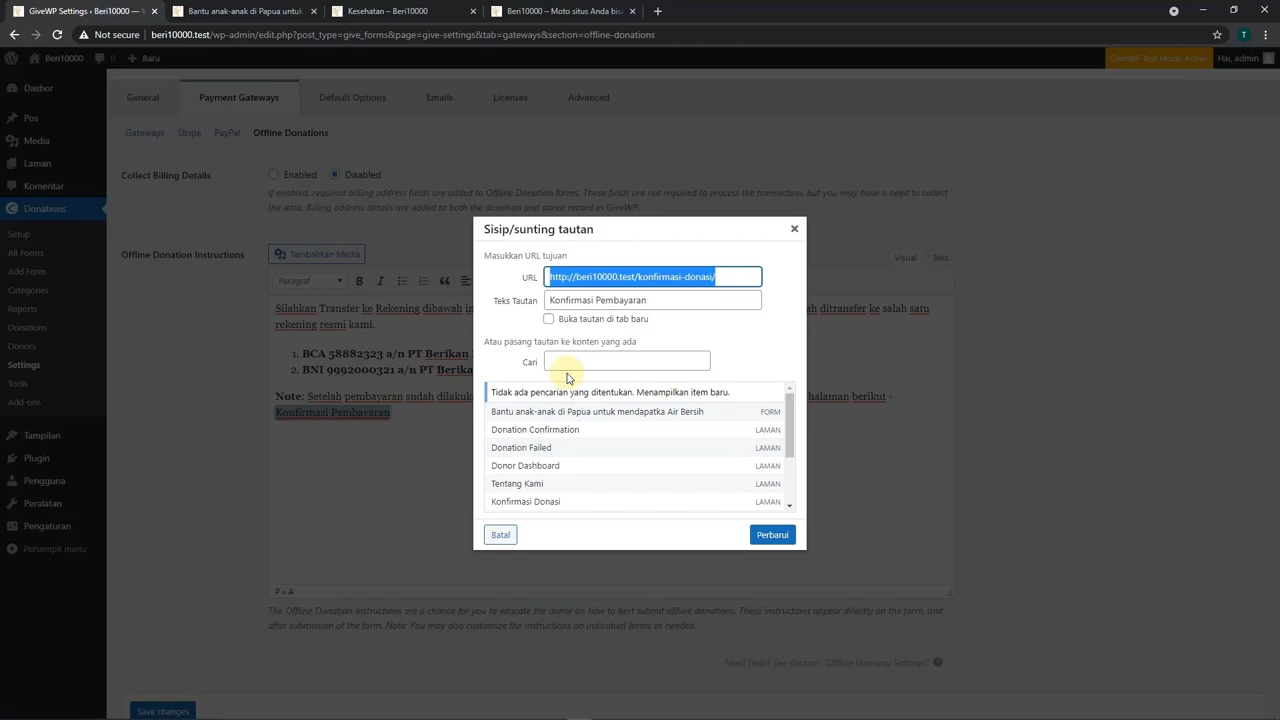 GiveWP Settings ‹ Beri10000 — V
Bantu anak-anak di Papua untuk
Kesehatan – Beri10000
Beri10000 – Moto situs Anda bis
Not secure
beri10000.test/wp-admin/edit.php?post_type=give_forms&page=give-settings&tab=gateways&section=offline-donations
T
Beri10000
0
Baru
GiveWP Test Mode Active
Hai, admin
Dasbor
Pos
Media
Laman
Komentar
Donations
Setup
All Forms
Add Form
Categories
Reports
Donations
Donors
Settings
Tools
Add-ons
Tampilan
Plugin
Pengguna
Peralatan
Pengaturan
Persempit menu
General
Payment Gateways
Default Options
Emails
Licenses
Advanced
Gateways
Stripe
PayPal
Offline Donations
Collect Billing Details
Enabled
Disabled
If enabled, required billing address fields are added to Offline Donation forms. These fields are not required to process the transaction, but you may have a need to collect
the data. Billing address details are added to both the donation and donor record in GiveWP.
Offline Donation Instructions
Tambahkan Media
Visual
Teks
Paragraf
B
I
Silahkan Transfer ke Rekening dibawah in
h ditransfer ke salah satu
rekening resmi kami.
1. BCA 58882323 a/n PT Berikan
2. BNI 9992000321 a/n PT Berika
Note: Setelah pembayaran sudah dilakuk
halaman berikut -
Konfirmasi Pembayaran
P » A
The Offline Donation Instructions are a chance for you to educate the donor on how to best submit offline donations. These instructions appear directly on the form, and
after submission of the form. Note: You may also customize the instructions on individual forms as needed.
Need Help? See docs on "Offline Gateway Settings"
Save changes
Sisip/sunting tautan
Masukkan URL tujuan
URL
http://beri10000.test/konfirmasi-donasi/
Teks Tautan
Konfirmasi Pembayaran
Buka tautan di tab baru
Atau pasang tautan ke konten yang ada
Cari
Tidak ada pencarian yang ditentukan. Menampilkan item baru.
Bantu anak-anak di Papua untuk mendapatka Air Bersih
FORM
Donation Confirmation
LAMAN
Donation Failed
LAMAN
Donor Dashboard
LAMAN
Tentang Kami
LAMAN
Konfirmasi Donasi
LAMAN
Batal
Perbarui